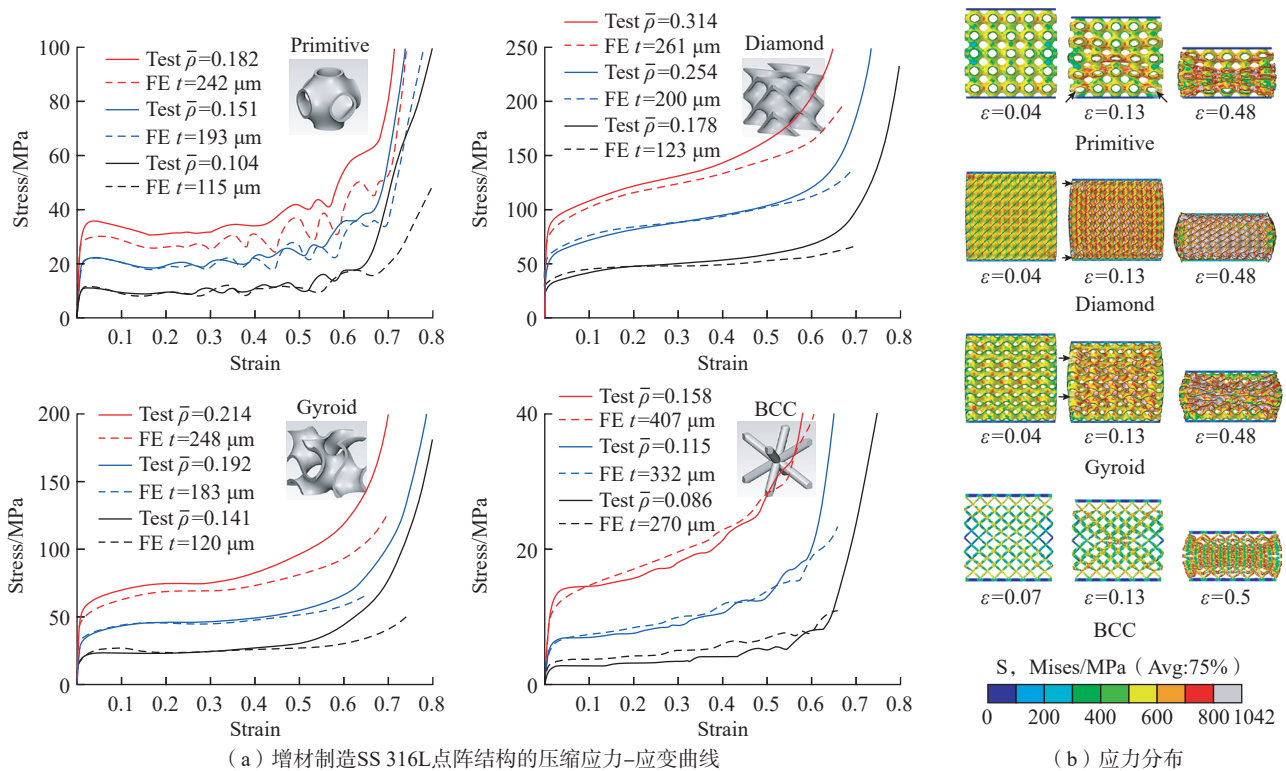 Primitive
Test ρ̄=0.182
FE t=242 μm
Test ρ̄=0.151
FE t=193 μm
Test ρ̄=0.104
FE t=115 μm
Stress/MPa
100
80
60
40
20
0
0.1 0.2 0.3 0.4 0.5 0.6 0.7 0.8
Strain
Diamond
Test ρ̄=0.314
FE t=261 μm
Test ρ̄=0.254
FE t=200 μm
Test ρ̄=0.178
FE t=123 μm
Stress/MPa
250
200
150
100
50
0
0.1 0.2 0.3 0.4 0.5 0.6 0.7 0.8
Strain
Gyroid
Test ρ̄=0.214
FE t=248 μm
Test ρ̄=0.192
FE t=183 μm
Test ρ̄=0.141
FE t=120 μm
Stress/MPa
200
150
100
50
0
0.1 0.2 0.3 0.4 0.5 0.6 0.7 0.8
Strain
BCC
Test ρ̄=0.158
FE t=407 μm
Test ρ̄=0.115
FE t=332 μm
Test ρ̄=0.086
FE t=270 μm
Stress/MPa
40
20
0
0.1 0.2 0.3 0.4 0.5 0.6 0.7 0.8
Strain
(a)增材制造SS 316L点阵结构的压缩应力–应变曲线
ε=0.04 ε=0.13 ε=0.48
Primitive
ε=0.04 ε=0.13 ε=0.48
Diamond
ε=0.04 ε=0.13 ε=0.48
Gyroid
ε=0.07 ε=0.13 ε=0.5
BCC
S，Mises/MPa（Avg:75%）
0 200 400 600 800 1042
(b)应力分布